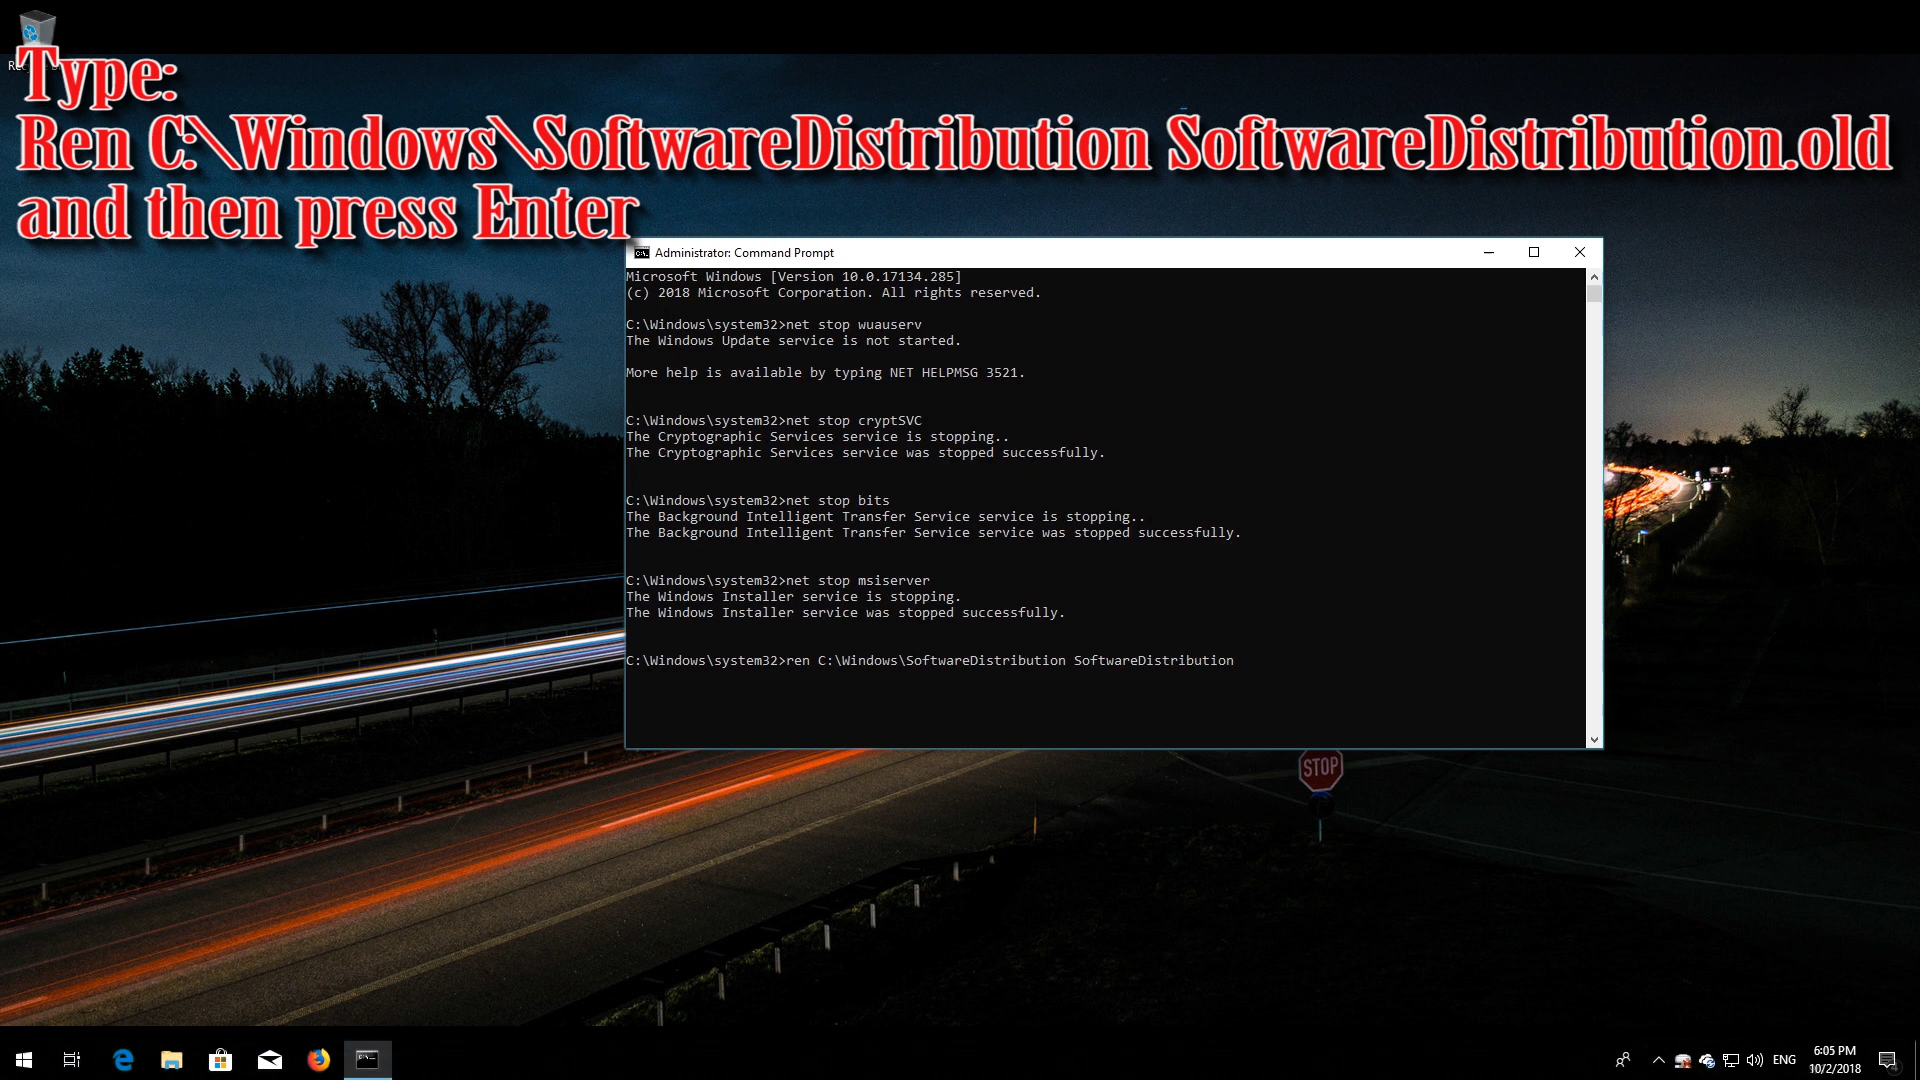 Type:
Ren C:\Windows\SoftwareDistribution SoftwareDistribution.old
and then press Enter
Administrator: Command Prompt
Microsoft Windows [Version 10.0.17134.285]
(c) 2018 Microsoft Corporation. All rights reserved.
C:\Windows\system32>net stop wuauserv
The Windows Update service is not started.
More help is available by typing NET HELPMSG 3521.
C:\Windows\system32>net stop cryptSVC
The Cryptographic Services service is stopping..
The Cryptographic Services service was stopped successfully.
C:\Windows\system32>net stop bits
The Background Intelligent Transfer Service service is stopping..
The Background Intelligent Transfer Service service was stopped successfully.
C:\Windows\system32>net stop msiserver
The Windows Installer service is stopping.
The Windows Installer service was stopped successfully.
C:\Windows\system32>ren C:\Windows\SoftwareDistribution SoftwareDistribution
STOP
ENG
6:05 PM
10/2/2018